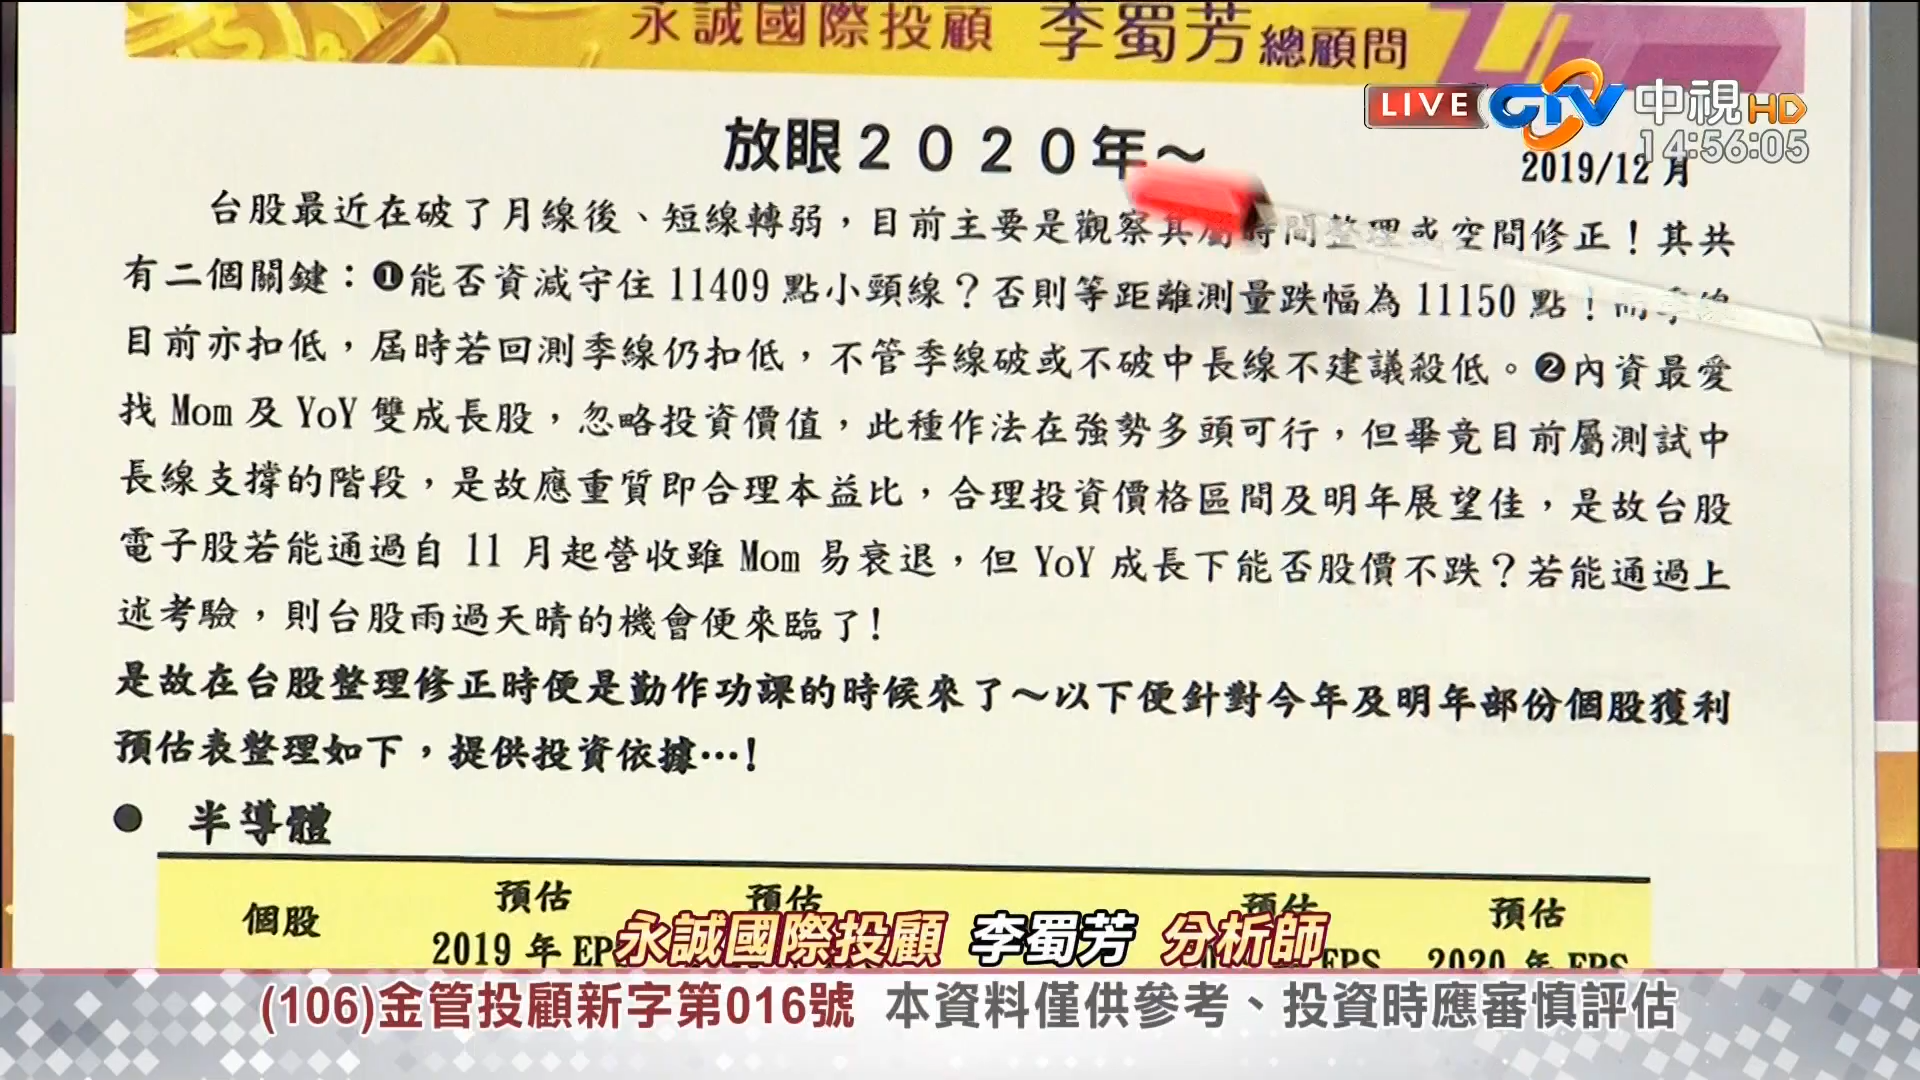 永誠國際投顧 李蜀芳總顧問
LIVE CTV 中視HD
14:56:05
放眼2020年～
2019/12月
台股最近在破了月線後、短線轉弱，目前主要是觀察其屬時間整理或空間修正！其共
有二個關鍵：❶能否資減守住11409點小頸線？否則等距離測量跌幅為11150點！而季線
目前亦扣低，屆時若回測季線仍扣低，不管季線破或不破中長線不建議殺低。❷內資最愛
找Mom及YoY雙成長股，忽略投資價值，此種作法在強勢多頭可行，但畢竟目前屬測試中
長線支撐的階段，是故應重質即合理本益比，合理投資價格區間及明年展望佳，是故台股
電子股若能通過自11月起營收雖Mom易衰退，但YoY成長下能否股價不跌？若能通過上
述考驗，則台股雨過天晴的機會便來臨了!
是故在台股整理修正時便是勤作功課的時候來了～以下便針對今年及明年部份個股獲利
預估表整理如下，提供投資依據…!
● 半導體
個股 預估 預估 預估 預估
2019年EP EPS 2020年EPS
永誠國際投顧 李蜀芳 分析師
(106)金管投顧新字第016號 本資料僅供參考、投資時應審慎評估